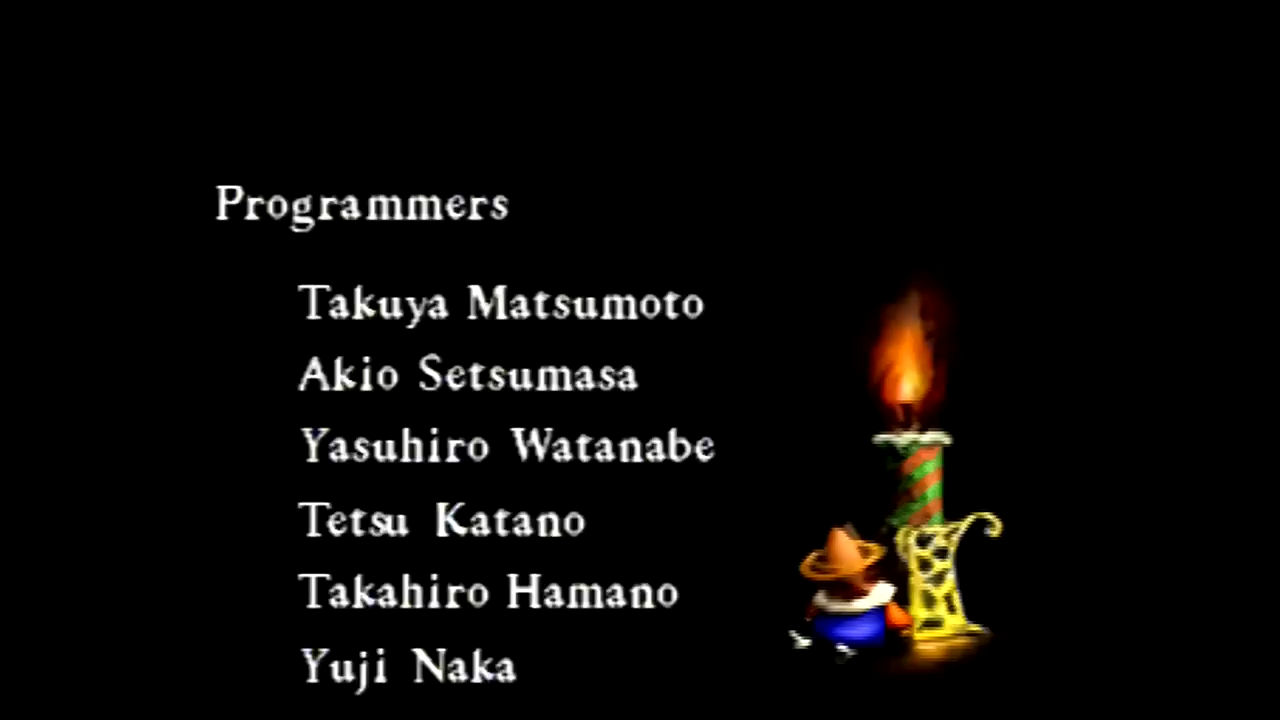 Programmers
Takuya Matsumoto
Akio Setsumasa
Yasuhiro Watanabe
Tetsu Katano
Takahiro Hamano
Yuji Naka